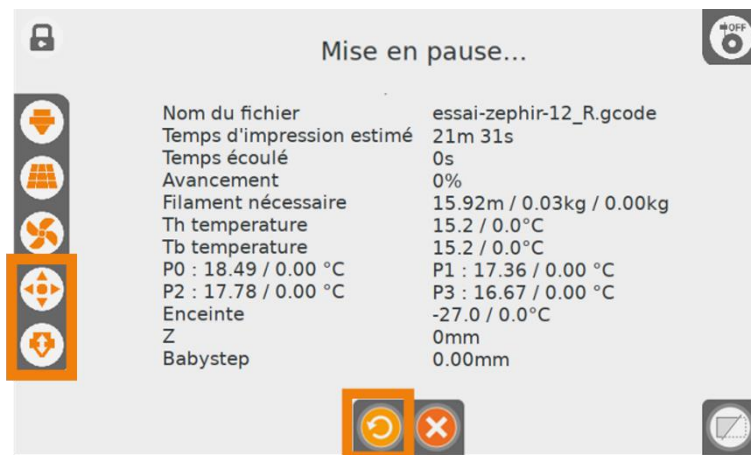 OFF
Mise en pause...
Nom du fichier essai-zephir-12_R.gcode
Temps d'impression estimé 21m 31s
Temps écoulé 0s
Avancement 0%
Filament nécessaire 15.92m / 0.03kg / 0.00kg
Th temperature 15.2 / 0.0°C
Tb temperature 15.2 / 0.0°C
P0 : 18.49 / 0.00 °C P1 : 17.36 / 0.00 °C
P2 : 17.78 / 0.00 °C P3 : 16.67 / 0.00 °C
Enceinte -27.0 / 0.0°C
Z 0mm
Babystep 0.00mm